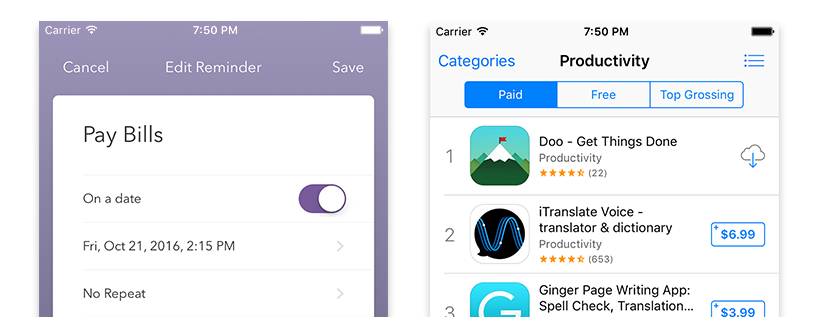 Carrier 7:50 PM
Cancel Edit Reminder Save
Pay Bills
On a date
Fri, Oct 21, 2016, 2:15 PM
No Repeat
Carrier 7:50 PM
Categories Productivity
Paid Free Top Grossing
1
Doo - Get Things Done
Productivity
(22)
2
iTranslate Voice -
translator & dictionary
Productivity
(653)
+ $6.99
3
Ginger Page Writing App:
Spell Check, Translation...
+ $3.99